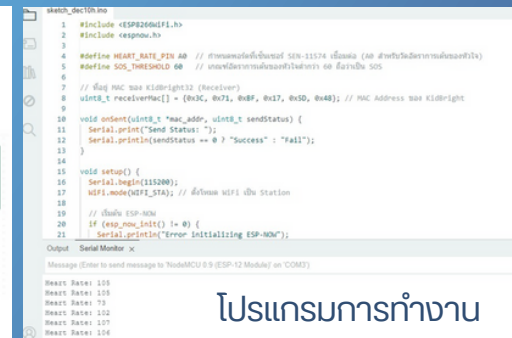 sketch_dec10h.ino
1 #include <ESP8266WiFi.h>
2 #include <espnow.h>
3
4 #define HEART_RATE_PIN A0 // กำหนดพอร์ตที่เชื่อมเซ็นเซอร์ SEN-11574 เชื่อมต่อ (A0 สำหรับวัดอัตราการเต้นของหัวใจ)
5 #define SOS_THRESHOLD 60 // เกณฑ์อัตราการเต้นของหัวใจต่ำกว่า 60 ถือว่าเป็น SOS
6
7 // ที่อยู่ MAC ของ KidBright32 (Receiver)
8 uint8_t receiverMac[] = {0x3C, 0x71, 0xBF, 0x17, 0x5D, 0x48}; // MAC Address ของ KidBright
9
10 void onSent(uint8_t *mac_addr, uint8_t sendStatus) {
11 Serial.print("Send Status: ");
12 Serial.println(sendStatus == 0 ? "Success" : "Fail");
13 }
14
15 void setup() {
16 Serial.begin(115200);
17 WiFi.mode(WIFI_STA); // ตั้งโหมด WiFi เป็น Station
18
19 // เริ่มต้น ESP-NOW
20 if (esp_now_init() != 0) {
21 Serial.println("Error initializing ESP-NOW");
Output Serial Monitor ×
Message (Enter to send message to 'NodeMCU 0.9 (ESP-12 Module)' on 'COM3')
Heart Rate: 105
Heart Rate: 105
Heart Rate: 73
Heart Rate: 102
Heart Rate: 107
Heart Rate: 106
โปรแกรมการทำงาน